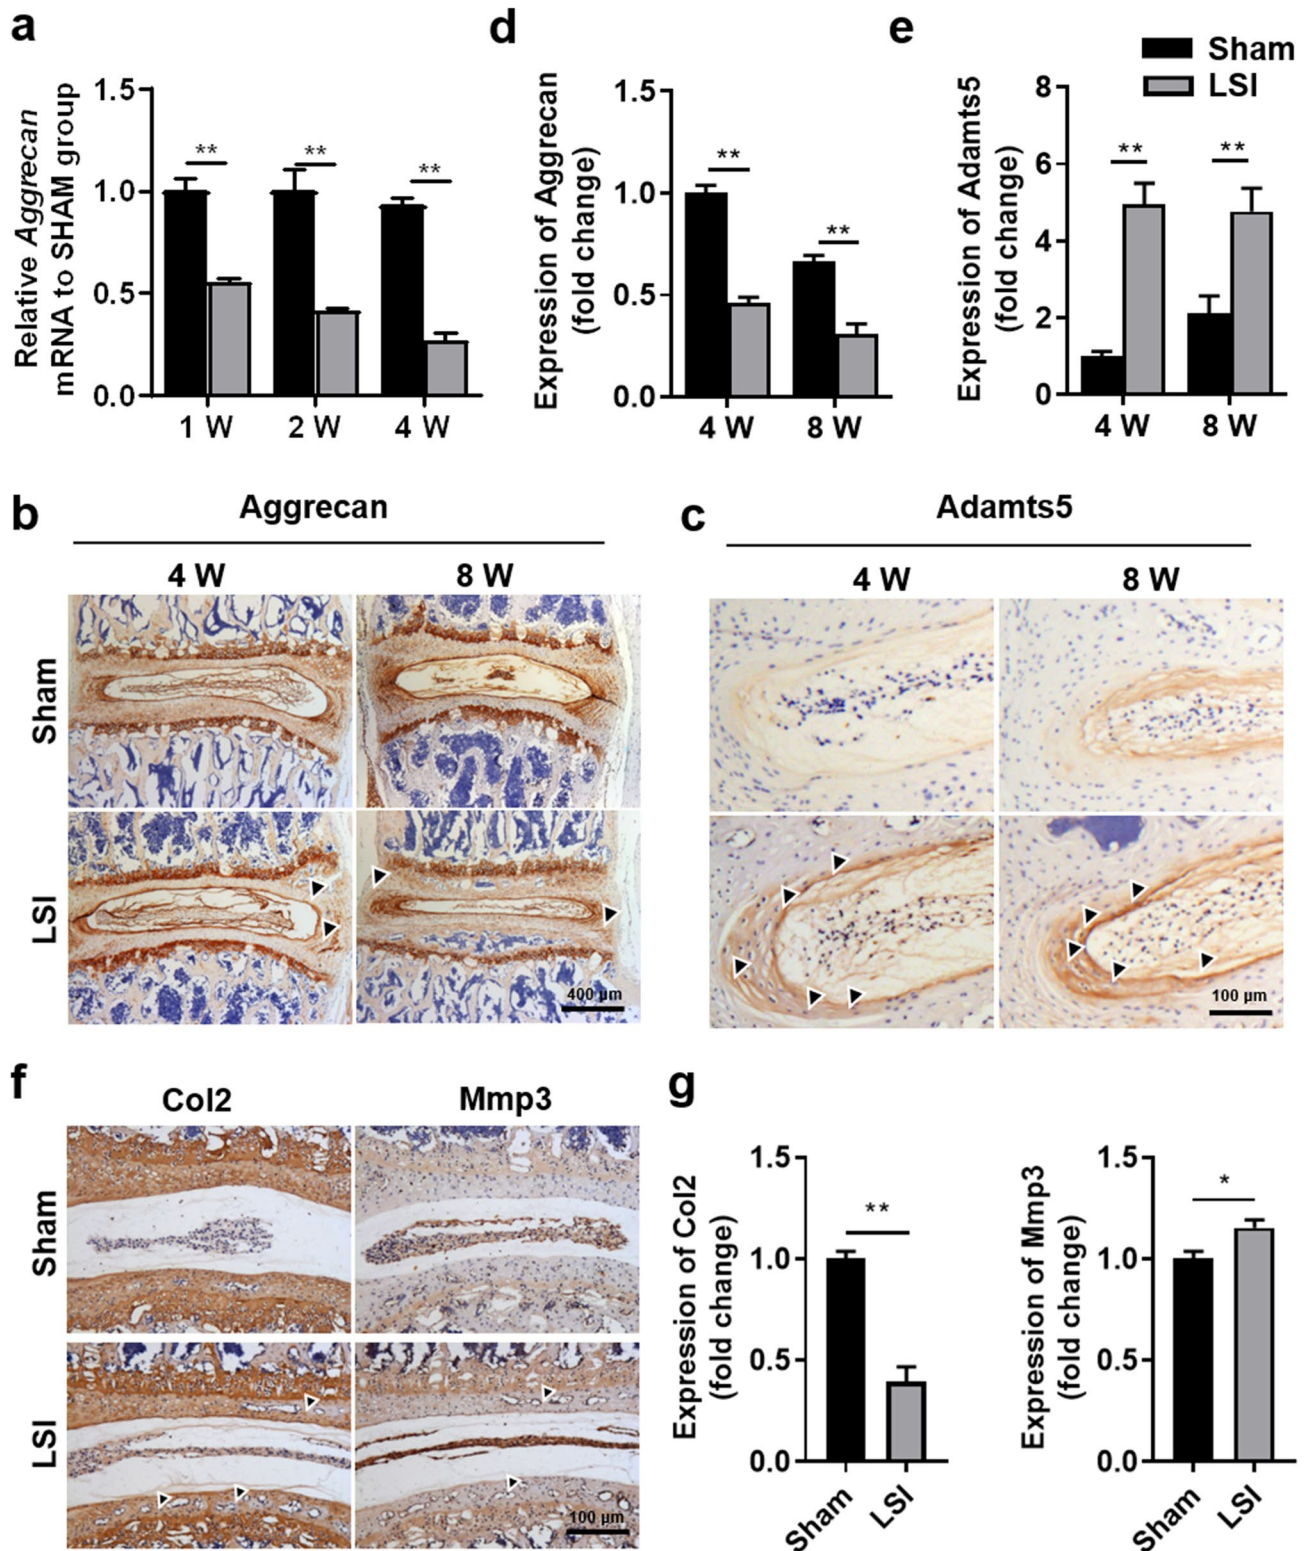 a
Relative Aggrecan
mRNA to SHAM group
1.5
1.0
0.5
0.0
**
**
**
1 W
2 W
4 W
d
Expression of Aggrecan
(fold change)
1.5
1.0
0.5
0.0
**
**
4 W
8 W
e
Sham
LSI
Expression of Adamts5
(fold change)
8
6
4
2
0
**
**
4 W
8 W
b
Aggrecan
4 W
8 W
Sham
LSI
400 µm
c
Adamts5
4 W
8 W
100 µm
f
Col2
Mmp3
Sham
LSI
100 µm
g
Expression of Col2
(fold change)
1.5
1.0
0.5
0.0
**
Sham
LSI
Expression of Mmp3
(fold change)
1.5
1.0
0.5
0.0
*
Sham
LSI